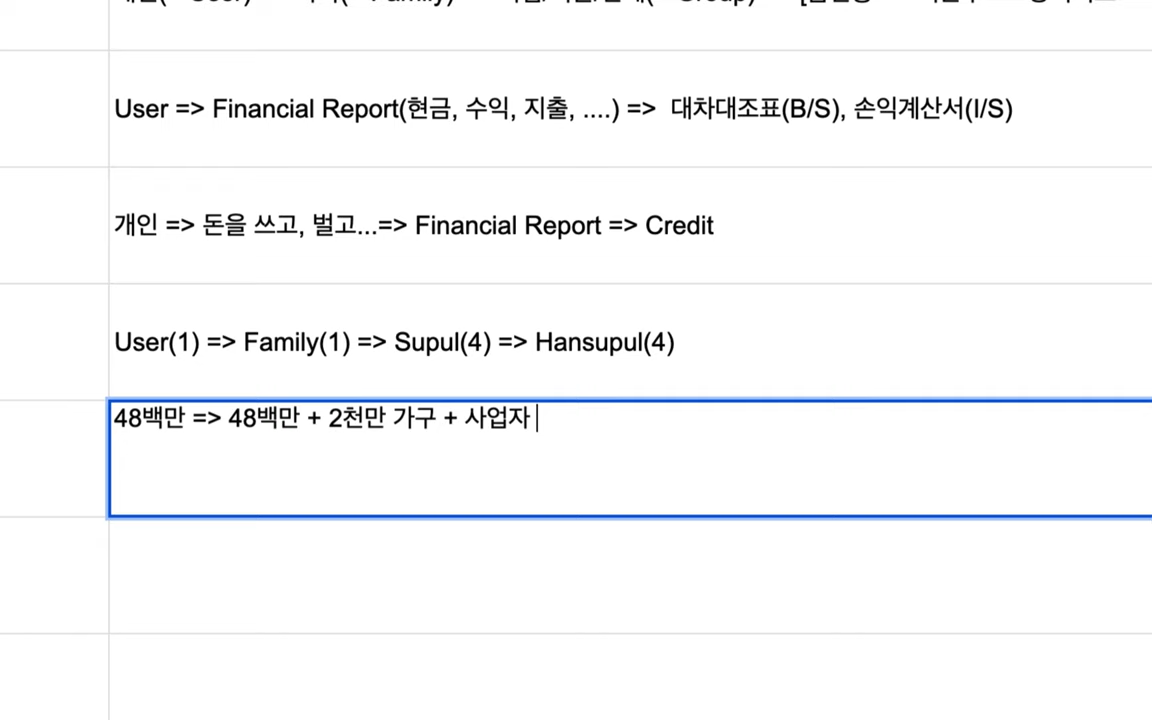 User => Financial Report(현금, 수익, 지출, ....) => 대차대조표(B/S), 손익계산서(I/S)
개인 => 돈을 쓰고, 벌고...=> Financial Report => Credit
User(1) => Family(1) => Supul(4) => Hansupul(4)
48백만 => 48백만 + 2천만 가구 + 사업자